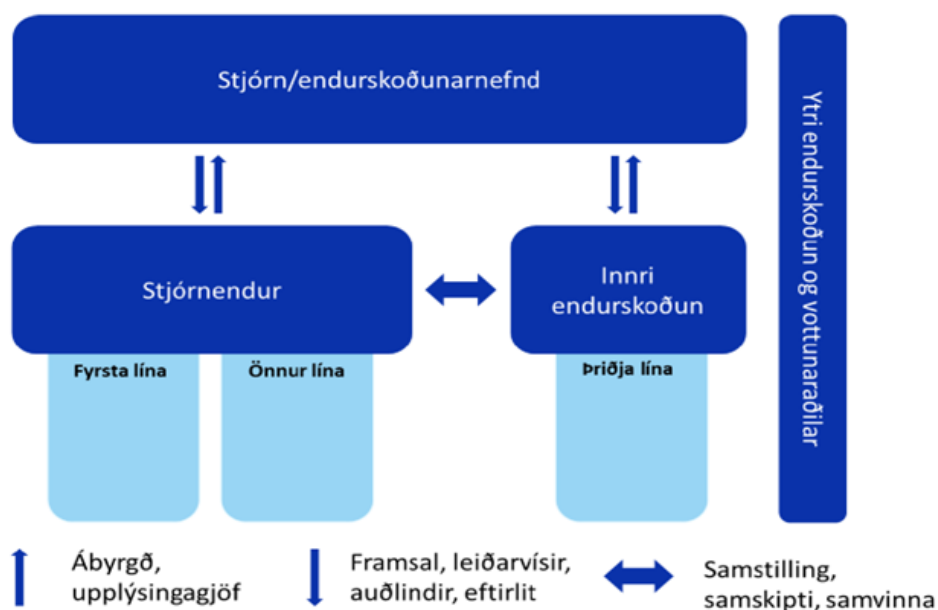 Stjórn/endurskoðunarnefnd
Ytri endurskoðun og vottunaraðilar
Stjórnendur
Innri
endurskoðun
Fyrsta lína
Önnur lína
Þriðja lína
Ábyrgð,
upplýsingagjöf
Framsal, leiðarvísir,
auðlindir, eftirlit
Samstilling,
samskipti, samvinna